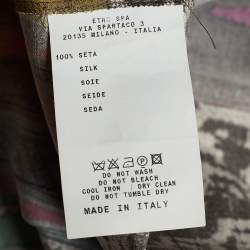 ETRO SPA
VIA SPARTACO 3
20135 MILANO - ITALIA
100% SETA
SILK
SOIE
SEIDE
SEDA
DO NOT WASH
DO NOT BLEACH
COOL IRON / DRY CLEAN
DO NOT TUMBLE DRY
MADE IN ITALY